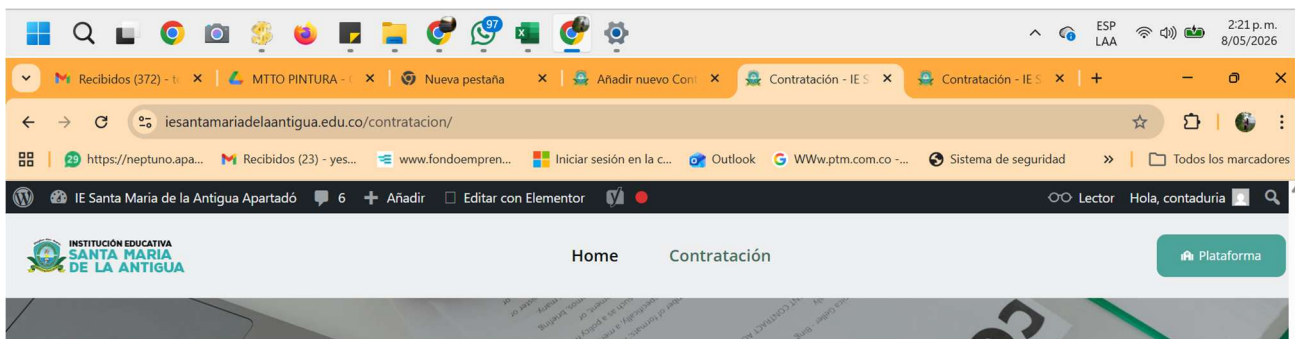 97
ESP
LAA
2:21 p. m.
8/05/2026
Recibidos (372) - t
MTTO PINTURA - (
Nueva pestaña
Añadir nuevo Con
Contratación - IE S
Contratación - IE S
iesantamariadelaantigua.edu.co/contratacion/
29 https://neptuno.apa...
Recibidos (23) - yes...
www.fondoempren...
Iniciar sesión en la c...
Outlook
WWw.ptm.com.co -...
Sistema de seguridad
»
Todos los marcadores
IE Santa Maria de la Antigua Apartadó
6
Añadir
Editar con Elementor
Lector
Hola, contaduria
INSTITUCIÓN EDUCATIVA
SANTA MARIA
DE LA ANTIGUA
Home
Contratación
Plataforma